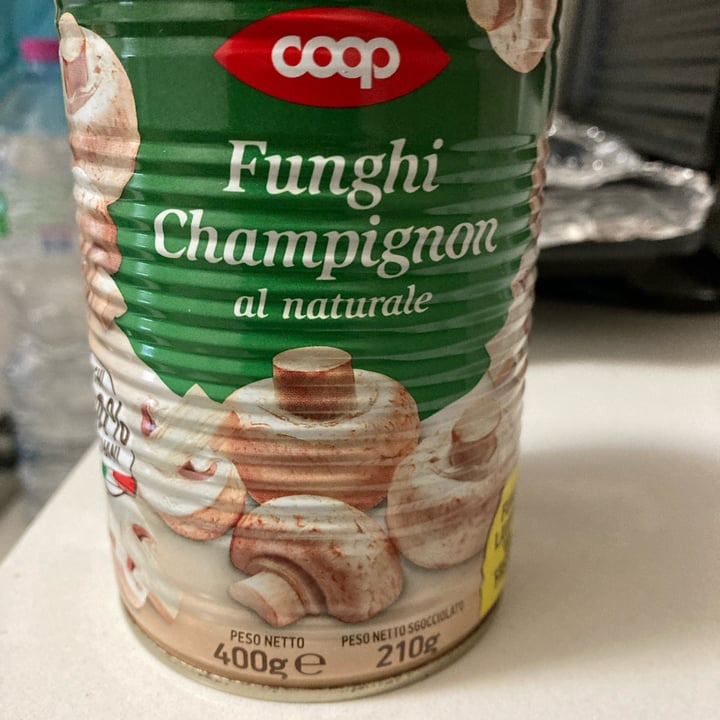 coop
Funghi
Champignon
al naturale
PESO NETTO
400g e
PESO NETTO SGOCCIOLATO
210g